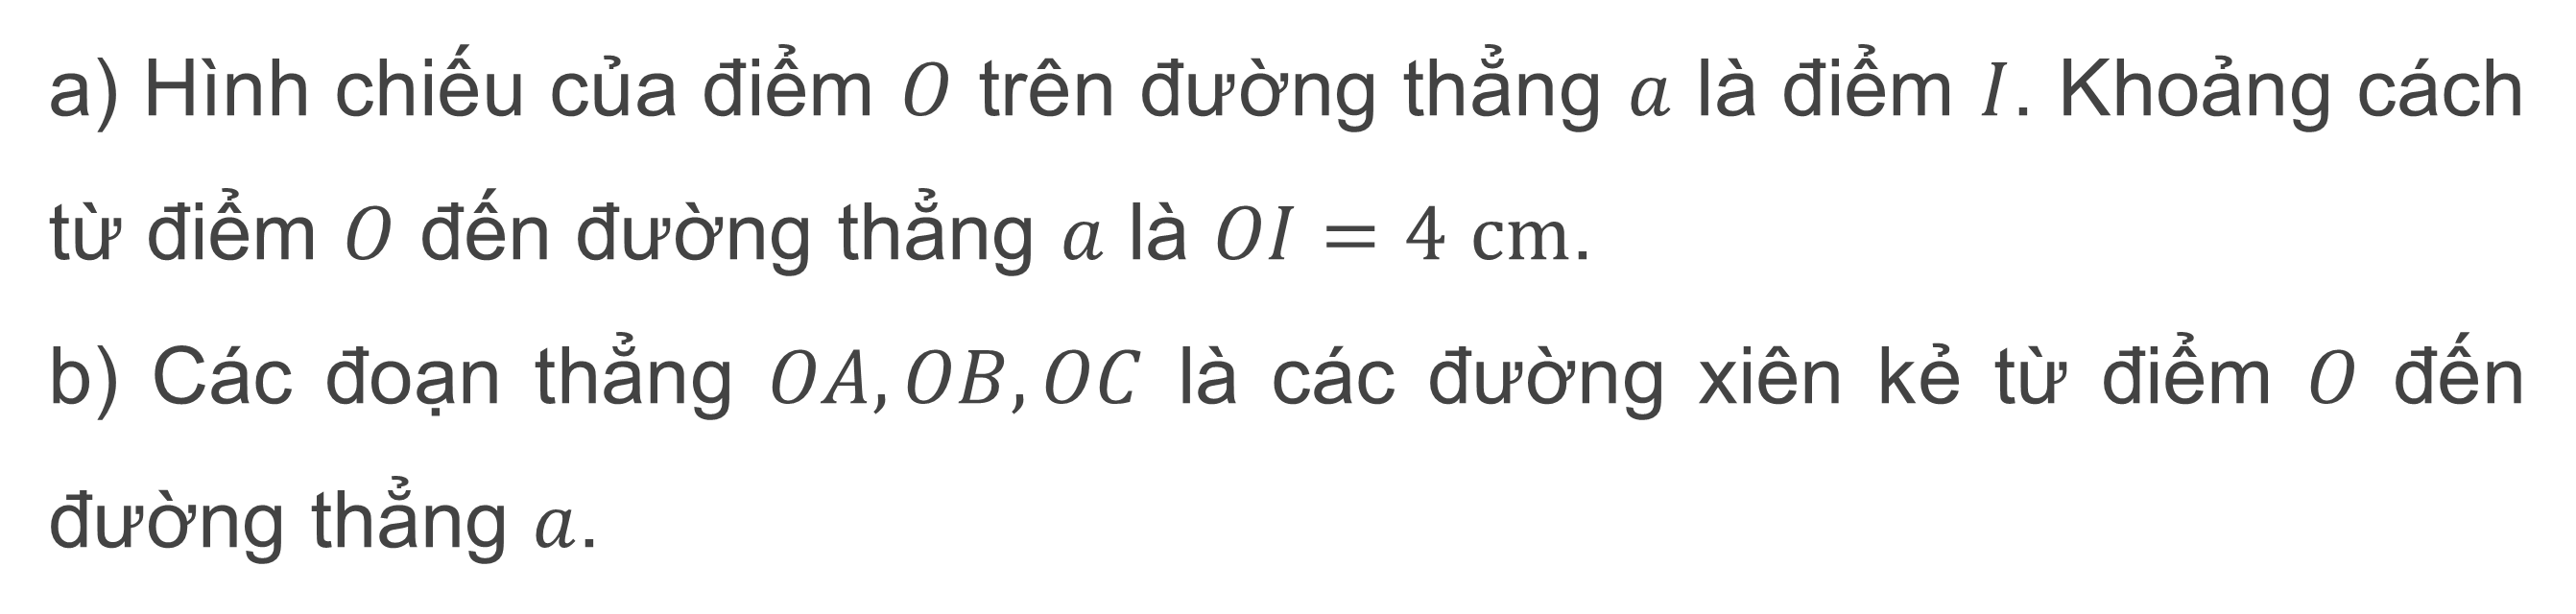 a) Hình chiếu của điểm O trên đường thẳng a là điểm I. Khoảng cách
từ điểm O đến đường thẳng a là OI = 4 cm.
b) Các đoạn thẳng OA, OB, OC là các đường xiên kẻ từ điểm O đến
đường thẳng a.